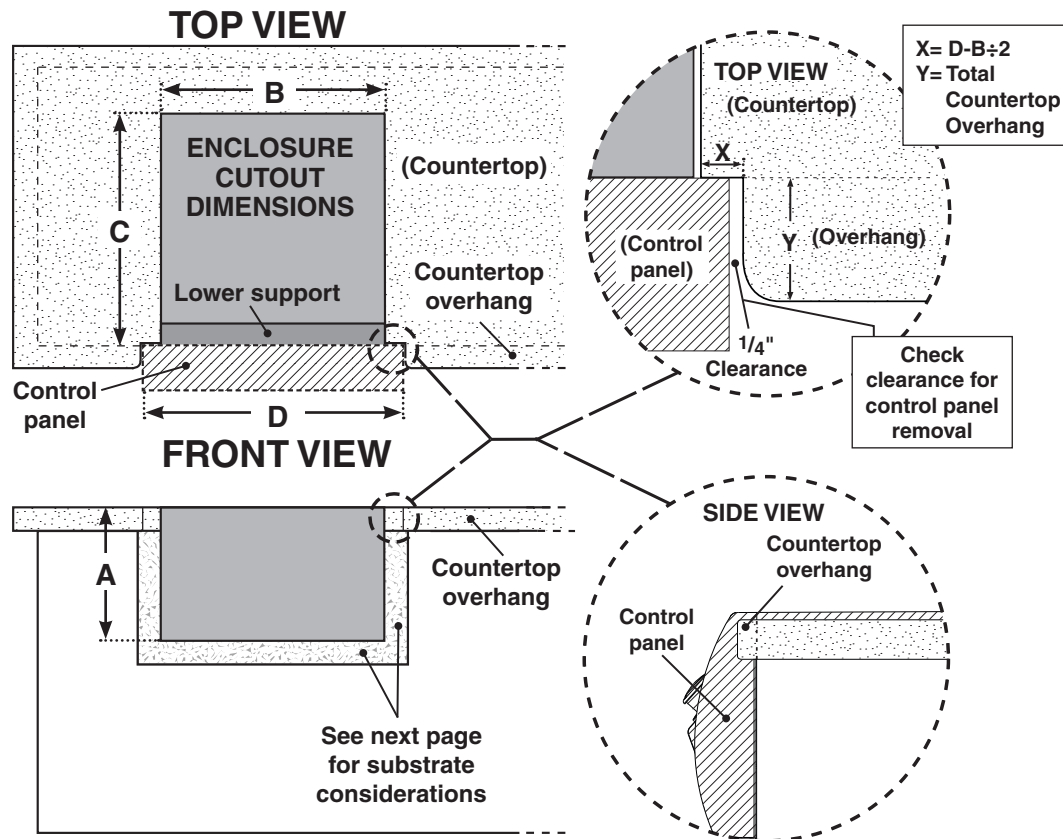 TOP VIEW
B
ENCLOSURE
CUTOUT
DIMENSIONS
C
(Countertop)
Lower support
Countertop
overhang
Control
panel
D
TOP VIEW
(Countertop)
X
(Control
panel)
Y
(Overhang)
1/4"
Clearance
X= D-B÷2
Y= Total
Countertop
Overhang
Check
clearance for
control panel
removal
FRONT VIEW
A
Countertop
overhang
See next page
for substrate
considerations
SIDE VIEW
Countertop
overhang
Control
panel